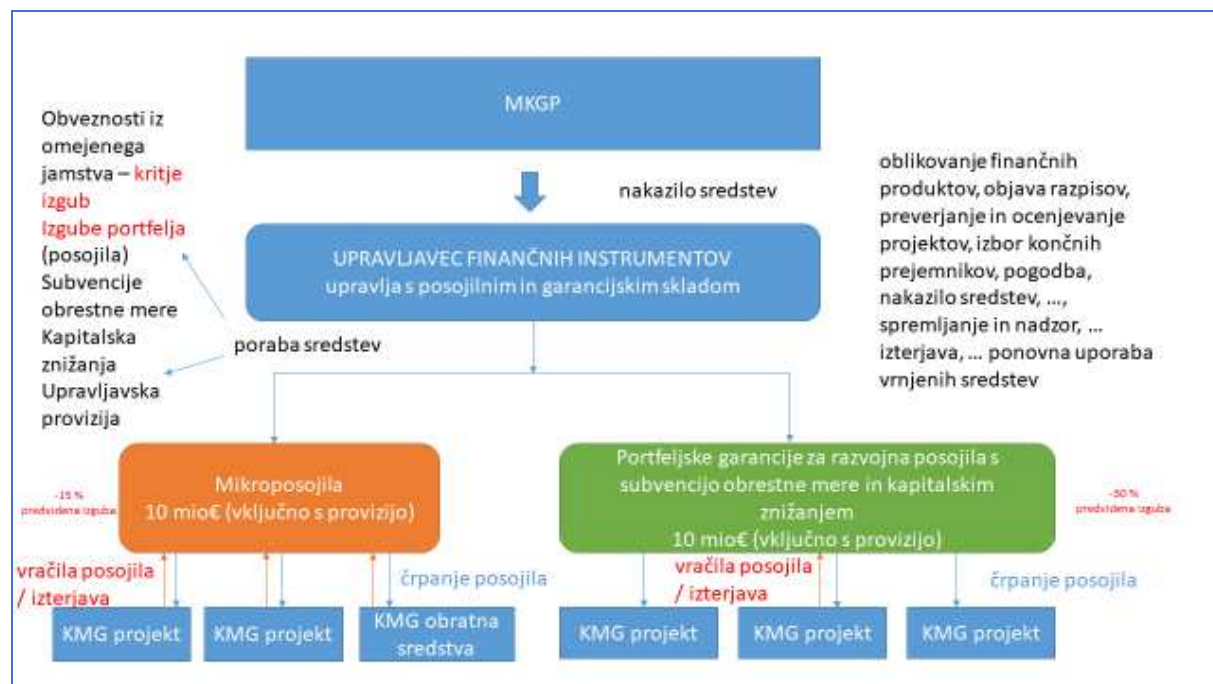 MKGP
Obveznosti iz
omejenega
jamstva – kritje
izgub
Izgube portfelja
(posojila)
Subvencije
obrestne mere
Kapitalska
znižanja
Upravljavska
provizija
nakazilo sredstev
oblikovanje finančnih
produktov, objava razpisov,
preverjanje in ocenjevanje
projektov, izbor končnih
prejemnikov, pogodba,
nakazilo sredstev, ...,
spremljanje in nadzor, ...
izterjava, ... ponovna uporaba
vrnjenih sredstev
UPRAVLJAVEC FINANČNIH INSTRUMENTOV
upravlja s posojilnim in garancijskim skladom
poraba sredstev
-15 %
predvidena izguba
Mikroposojila
10 mio€ (vključno s provizijo)
Portfeljske garancije za razvojna posojila s
subvencijo obrestne mere in kapitalskim
znižanjem
10 mio€ (vključno s provizijo)
-30 %
predvidena izguba
vračila posojila
/ izterjava
črpanje posojila
vračila posojila
/ izterjava
črpanje posojila
KMG projekt
KMG projekt
KMG obratna
sredstva
KMG projekt
KMG projekt
KMG projekt